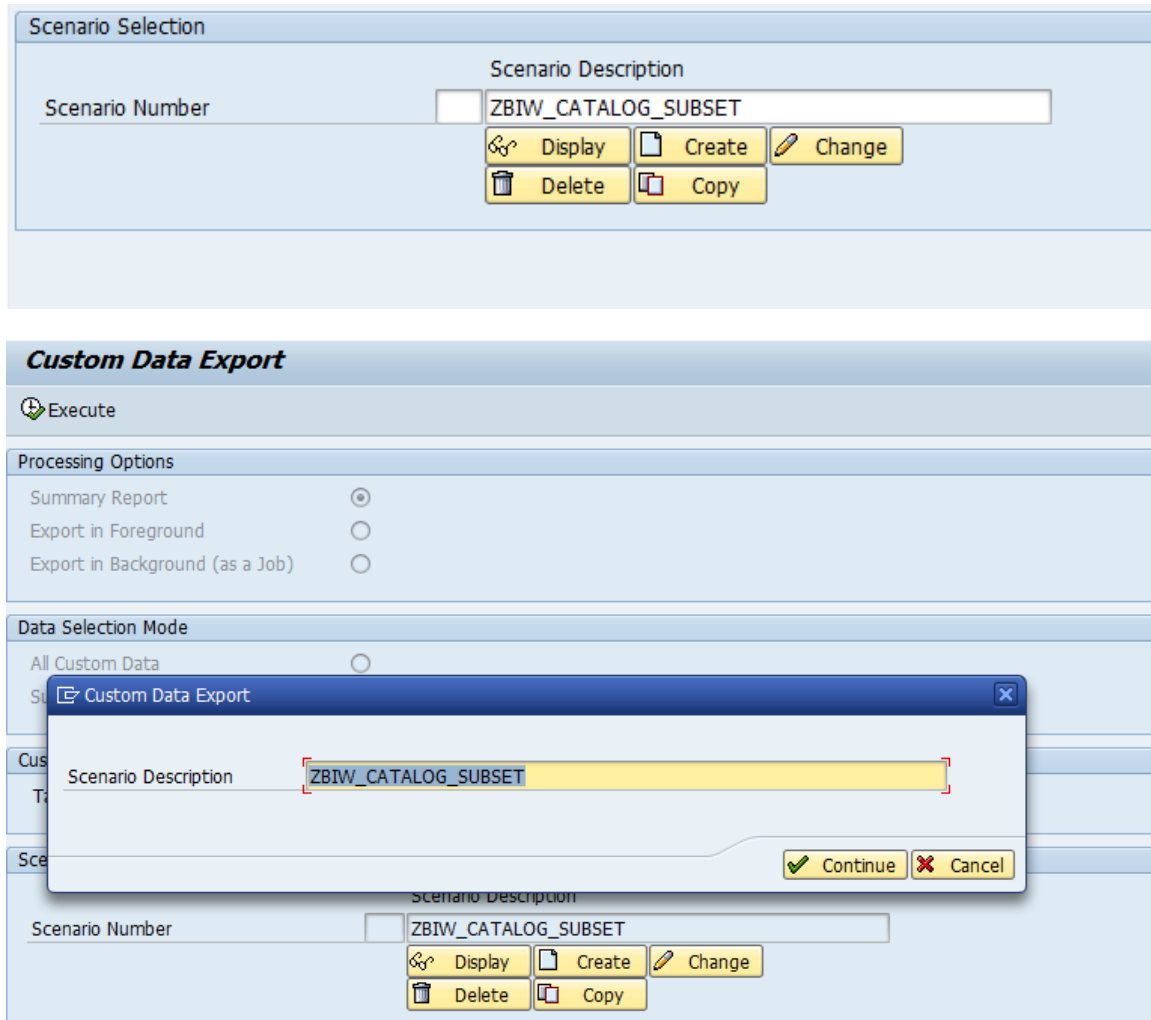 Scenario Selection
Scenario Description
Scenario Number ZBIW_CATALOG_SUBSET
Display Create Change
Delete Copy
Custom Data Export
Execute
Processing Options
Summary Report
Export in Foreground
Export in Background (as a Job)
Data Selection Mode
All Custom Data
Custom Data Export
Scenario Description ZBIW_CATALOG_SUBSET
Continue Cancel
Scenario Description
Scenario Number ZBIW_CATALOG_SUBSET
Display Create Change
Delete Copy